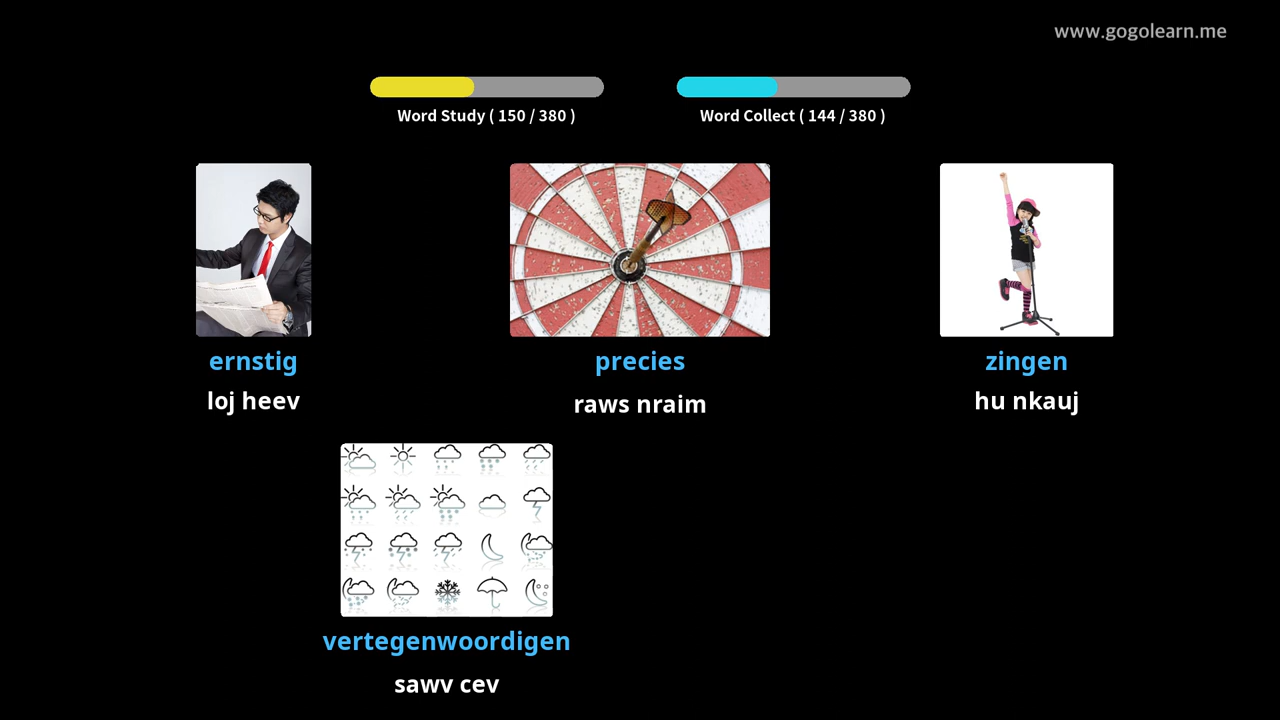 www.gogolearn.me
Word Study ( 150 / 380 )
Word Collect ( 144 / 380 )
ernstig
loj heev
precies
raws nraim
zingen
hu nkauj
vertegenwoordigen
sawv cev